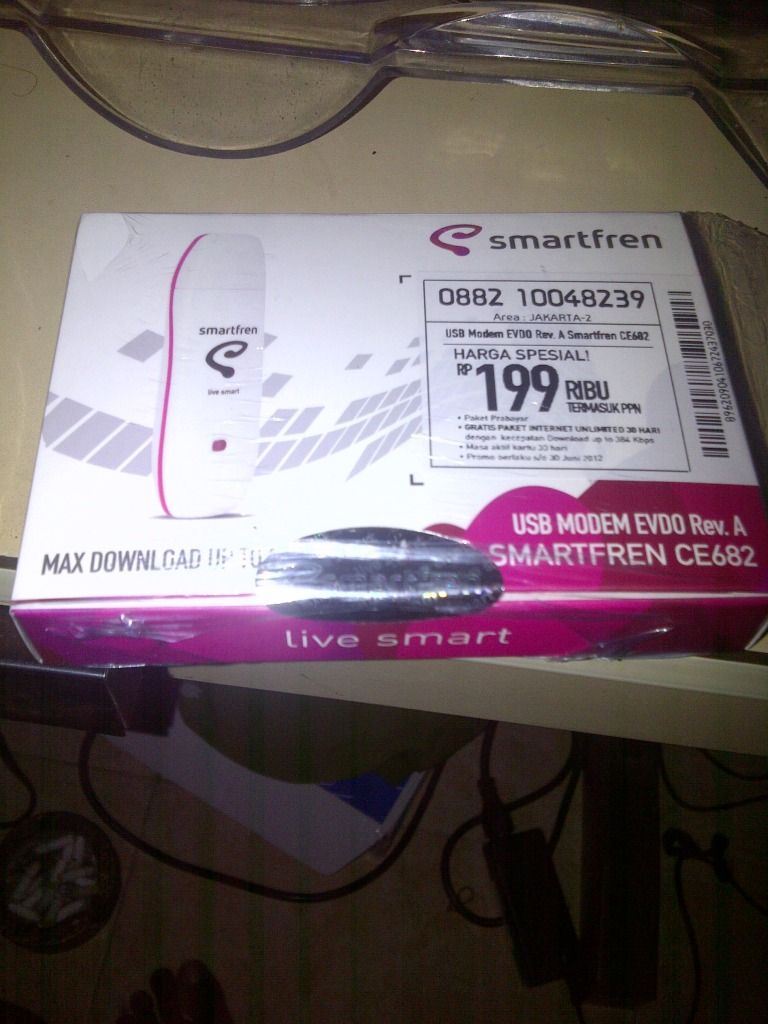 smartfren
0882 10048239
Area : JAKARTA-2
USB Modem EVDO Rev. A Smartfren CE682
HARGA SPESIAL!
RP 199 RIBU
TERMASUK PPN
• Paket Prabayar
• GRATIS PAKET INTERNET UNLIMITED 30 HARI
dengan kecepatan Download up to 384 Kbps
• Masa aktif kartu 30 hari
• Promo berlaku s/d 30 Juni 2012
smartfren
live smart
USB MODEM EVDO Rev. A
SMARTFREN CE682
MAX DOWNLOAD UP TO
live smart